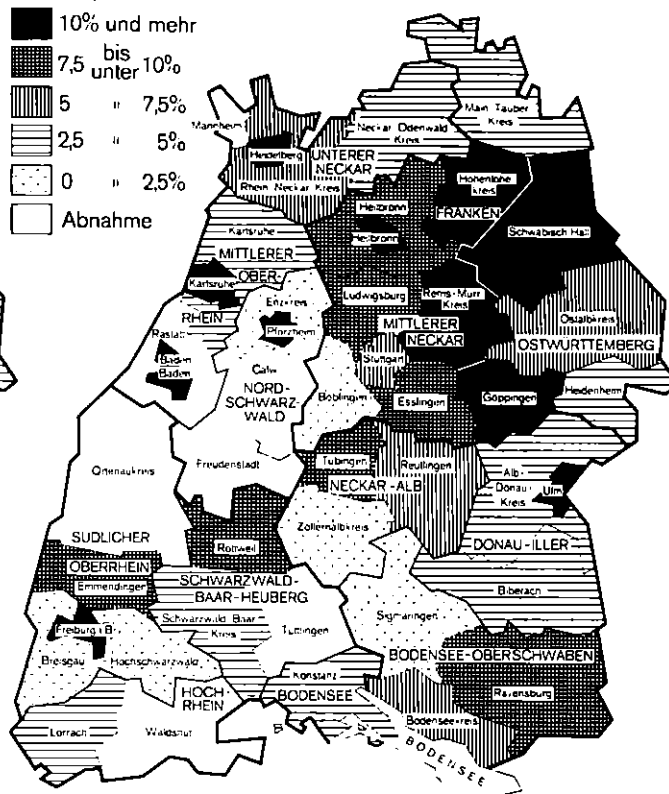 10% und mehr
7,5 bis unter 10%
5 " 7,5%
2,5 " 5%
0 " 2,5%
Abnahme
Main Tauber
Kreis
Mannheim
Neckar Odenwald
Kreis
Heidelberg
UNTERER
NECKAR
Rhein Neckar Kreis
Hohenlohe
kreis
Heilbronn
FRANKEN
Schwäbisch Hall
Heilbronn
Karlsruhe
MITTLERER
OBER-
Karlsruhe
RHEIN
Enzkreis
Pforzheim
Ludwigsburg
Rems-Murr
Kreis
MITTLERER
NECKAR
Stuttgart
Ostalbkreis
OSTWÜRTTEMBERG
Rastatt
Baden
Baden
Calw
NORD-
SCHWARZ-
WALD
Böblingen
Esslingen
Göppingen
Heidenheim
Freudenstadt
Tübingen
Reutlingen
NECKAR-ALB
Alb-
Donau-
Kreis
Ulm
Ortenaukreis
Zollernalbkreis
DONAU-ILLER
SÜDLICHER
OBERRHEIN
Emmendingen
Rottweil
SCHWARZWALD-
BAAR-HEUBERG
Schwarzwald Baar
Kreis
Tuttlingen
Biberach
Sigmaringen
Freiburg i B
Breisgau
Hochschwarzwald
BODENSEE-OBERSCHWABEN
Ravensburg
Konstanz
BODENSEE
HOCH-
RHEIN
Bodenseekreis
Lörrach
Waldshut
BODENSEE